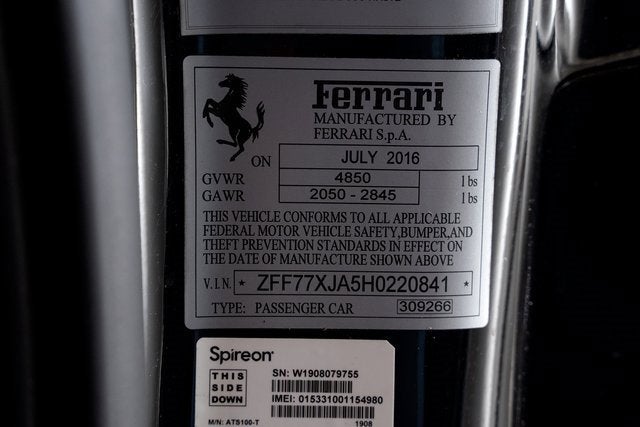 Ferrari
MANUFACTURED BY
FERRARI S.p.A.
ON JULY 2016
GVWR 4850 lbs
GAWR 2050 - 2845 lbs
THIS VEHICLE CONFORMS TO ALL APPLICABLE
FEDERAL MOTOR VEHICLE SAFETY,BUMPER,AND
THEFT PREVENTION STANDARDS IN EFFECT ON
THE DATE OF MANUFACTURE SHOWN ABOVE
V.I.N. * ZFF77XJA5H0220841 *
TYPE: PASSENGER CAR 309266
Spireon
THIS
SIDE
DOWN
SN: W1908079755
IMEI: 015331001154980
M/N: ATS100-T 1908